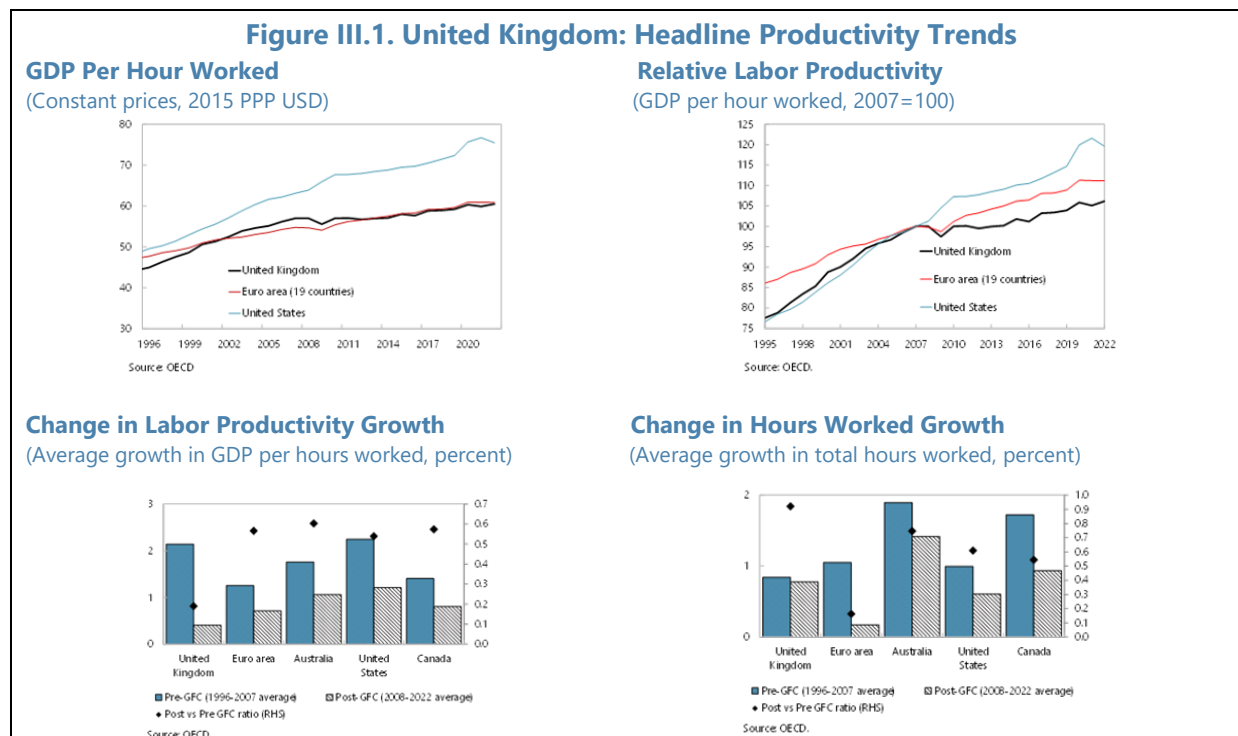 Figure III.1. United Kingdom: Headline Productivity Trends
GDP Per Hour Worked
(Constant prices, 2015 PPP USD)
80
70
60
50
40
30
United Kingdom
Euro area (19 countries)
United States
1996 1999 2002 2005 2008 2011 2014 2017 2020
Source: OECD
Relative Labor Productivity
(GDP per hour worked, 2007=100)
125
120
115
110
105
100
95
90
85
80
75
United Kingdom
Euro area (19 countries)
United States
1995 1998 2001 2004 2007 2010 2013 2016 2019 2022
Source: OECD.
Change in Labor Productivity Growth
(Average growth in GDP per hours worked, percent)
3
2
1
0
0.7
0.6
0.5
0.4
0.3
0.2
0.1
0.0
United Kingdom
Euro area
Australia
United States
Canada
Pre-GFC (1996-2007 average)
Post-GFC (2008-2022 average)
Post vs Pre GFC ratio (RHS)
Source: OECD
Change in Hours Worked Growth
(Average growth in total hours worked, percent)
2
1
0
1.0
0.9
0.8
0.7
0.6
0.5
0.4
0.3
0.2
0.1
0.0
United Kingdom
Euro area
Australia
United States
Canada
Pre-GFC (1996-2007 average)
Post-GFC (2008-2022 average)
Post vs Pre GFC ratio (RHS)
Source: OECD.